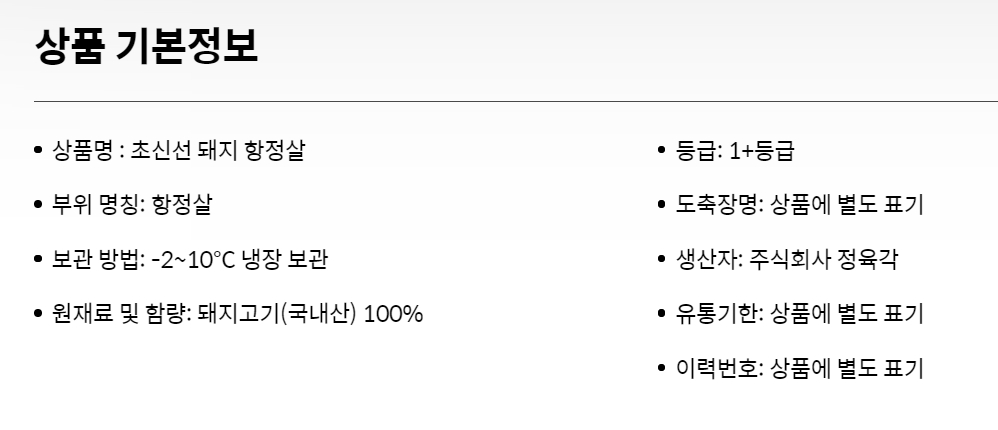 상품 기본정보
• 상품명 : 초신선 돼지 항정살
• 부위 명칭: 항정살
• 보관 방법: -2~10°C 냉장 보관
• 원재료 및 함량: 돼지고기(국내산) 100%
• 등급: 1+등급
• 도축장명: 상품에 별도 표기
• 생산자: 주식회사 정육각
• 유통기한: 상품에 별도 표기
• 이력번호: 상품에 별도 표기